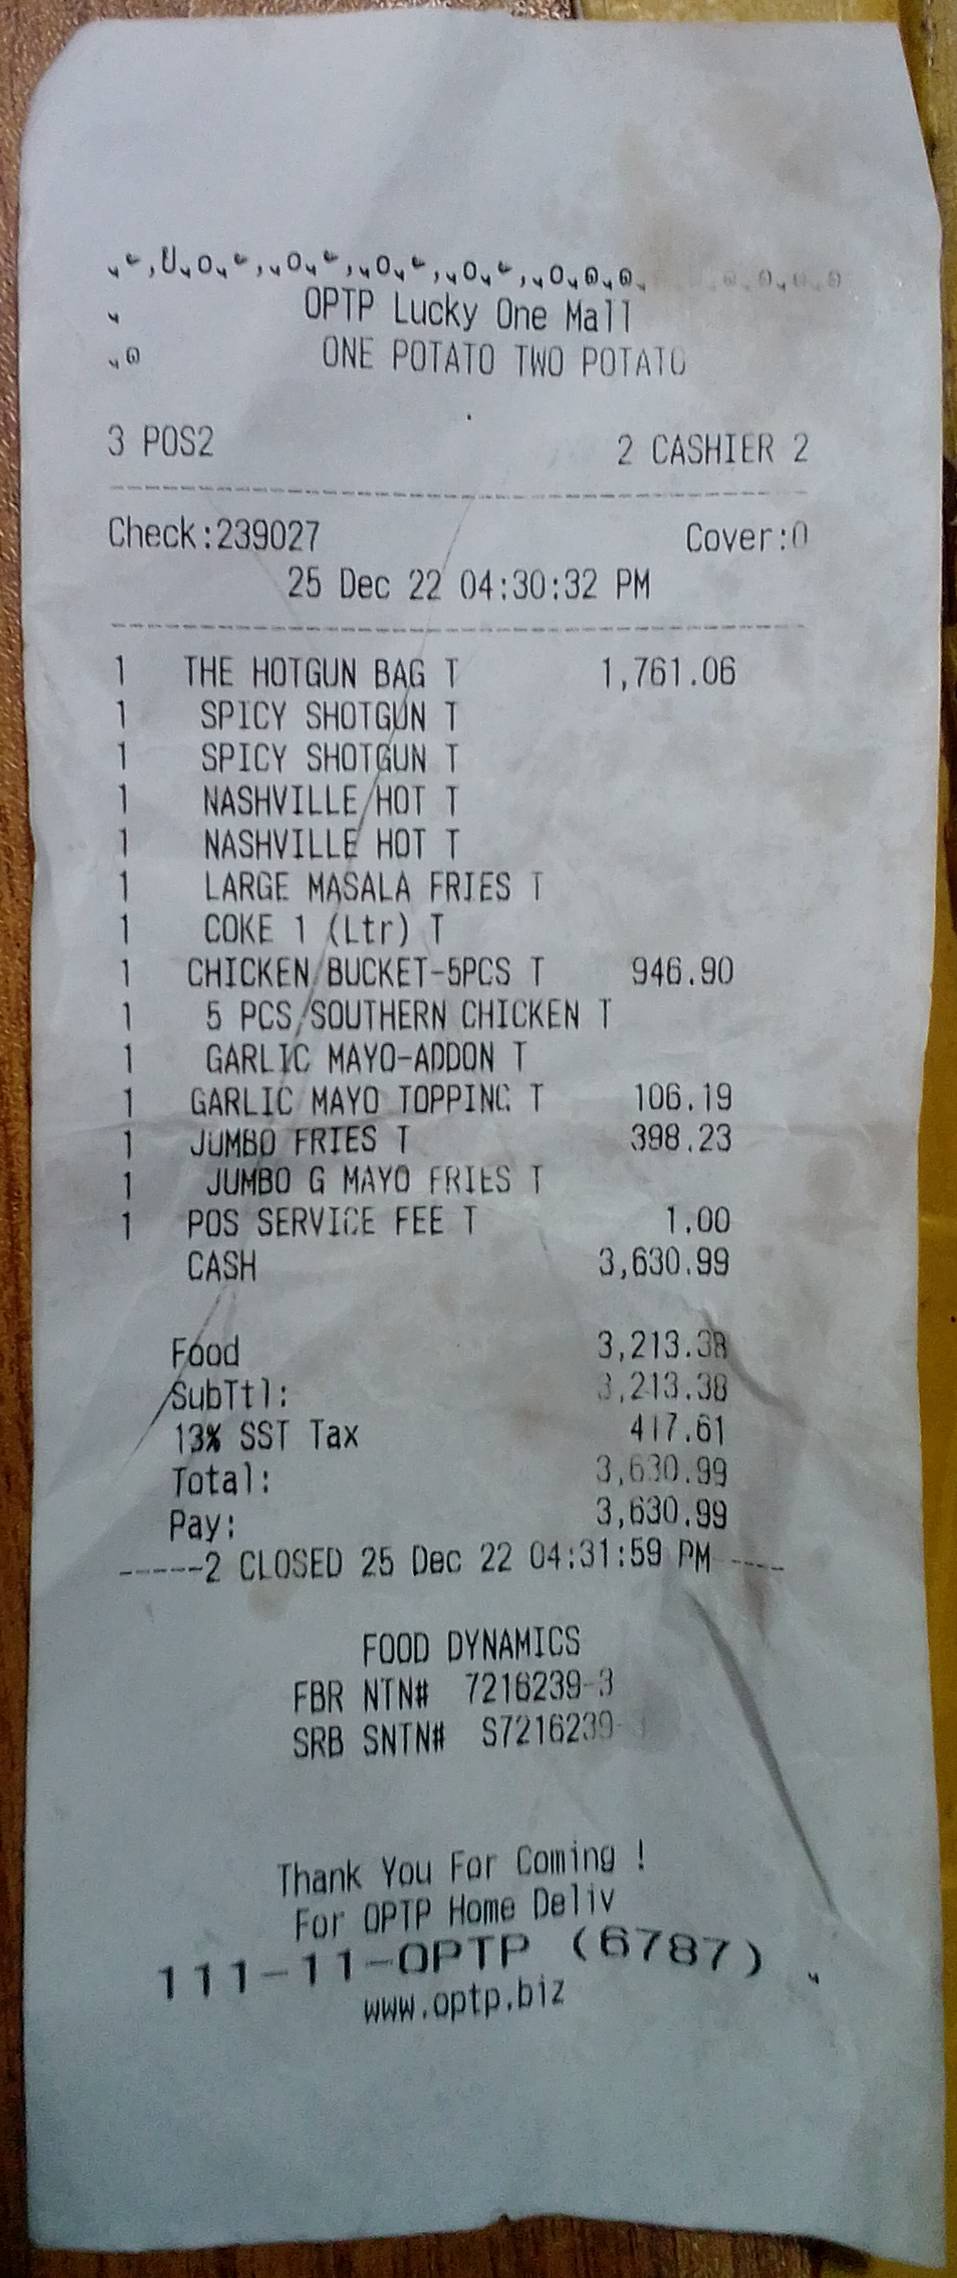 OPTP Lucky One Mall
ONE POTATO TWO POTATO
3 POS2 2 CASHIER 2
Check:239027 Cover:0
25 Dec 22 04:30:32 PM
1 THE HOTGUN BAG T 1,761.06
1 SPICY SHOTGUN T
1 SPICY SHOTGUN T
1 NASHVILLE HOT T
1 NASHVILLE HOT T
1 LARGE MASALA FRIES T
1 COKE 1 (Ltr) T
1 CHICKEN BUCKET-5PCS T 946.90
1 5 PCS SOUTHERN CHICKEN T
1 GARLIC MAYO-ADDON T
1 GARLIC MAYO TOPPING T 106.19
1 JUMBO FRIES T 398.23
1 JUMBO G MAYO FRIES T
1 POS SERVICE FEE T 1.00
CASH 3,630.99
Food 3,213.38
SubTtl: 3,213.38
13% SST Tax 417.61
Total: 3,630.99
Pay: 3,630.99
-----2 CLOSED 25 Dec 22 04:31:59 PM ----
FOOD DYNAMICS
FBR NTN# 7216239-3
SRB SNTN#
Thank You For Coming !
For OPTP Home Deliv
111-11-OPTP (6787)
www.optp.biz